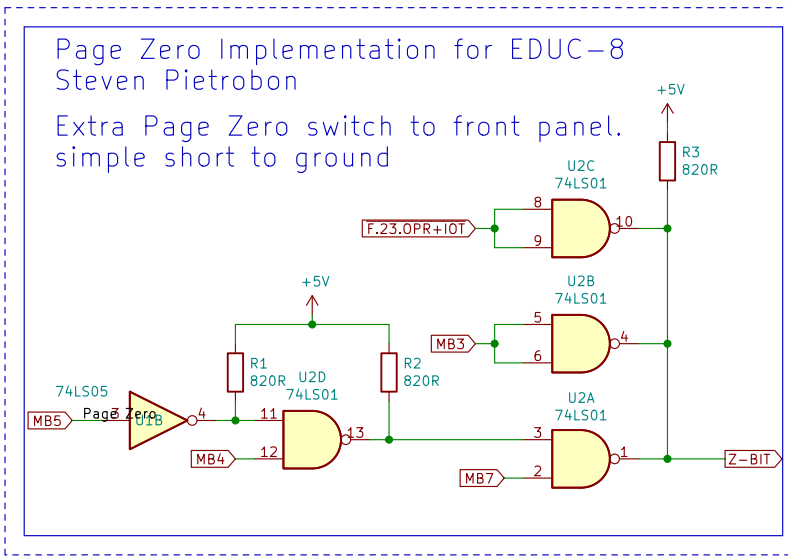 Page Zero Implementation for EDUC-8
Steven Pietrobon
Extra Page Zero switch to front panel.
simple short to ground
+5V
R3
820R
U2C
74LS01
8
9
10
F.23.OPR+IOT
U2B
74LS01
5
6
4
MB3
+5V
R1
820R
R2
820R
U2D
74LS01
11
12
13
MB4
74LS05
Page Zero
U1B
3
4
MB5
U2A
74LS01
3
2
1
MB7
Z-BIT